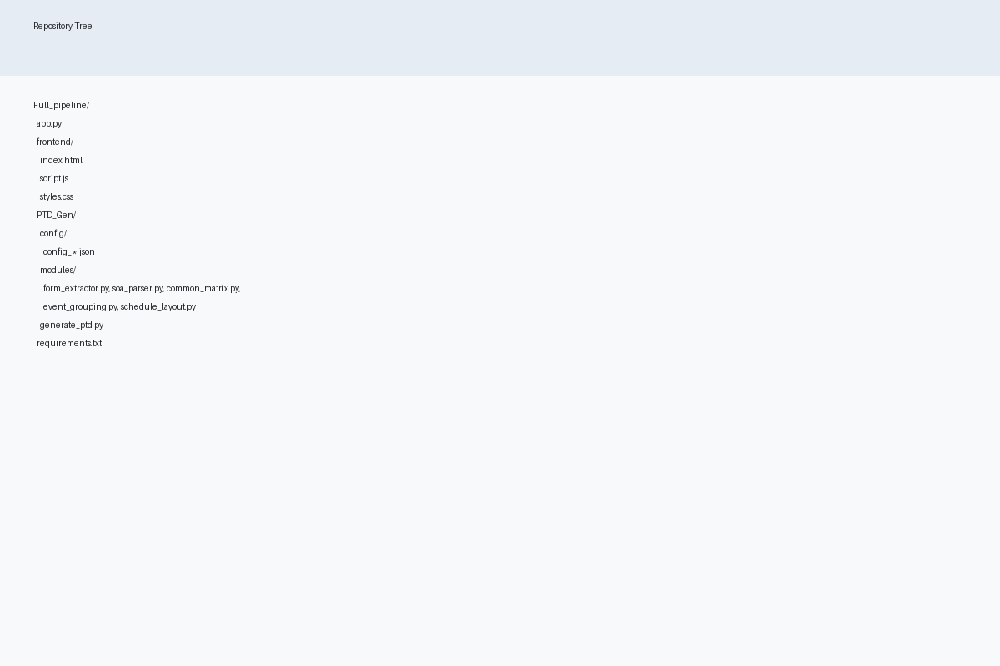 Repository Tree
Full_pipeline/
app.py
frontend/
index.html
script.js
styles.css
PTD_Gen/
config/
config_*.json
modules/
form_extractor.py, soa_parser.py, common_matrix.py,
event_grouping.py, schedule_layout.py
generate_ptd.py
requirements.txt